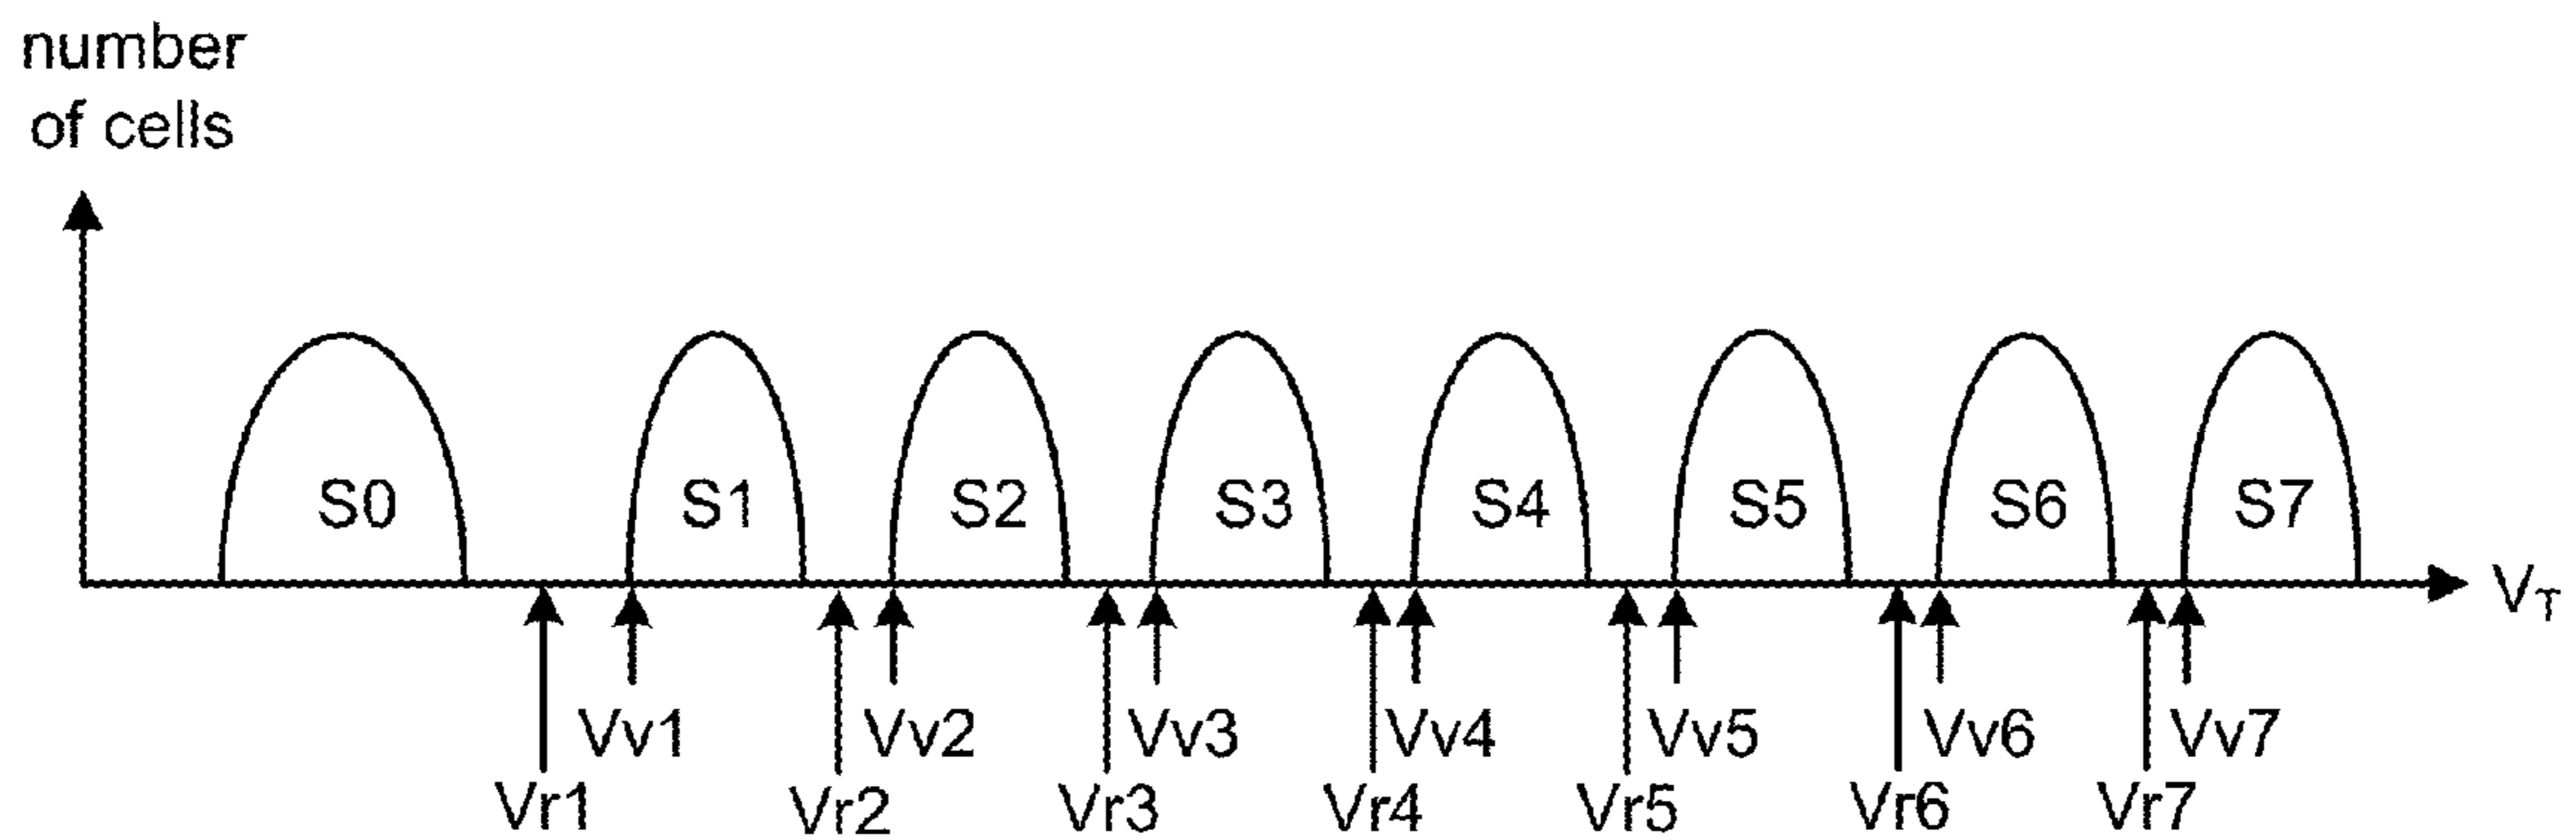 number
of cells
S0 S1 S2 S3 S4 S5 S6 S7
VT
Vv1 Vv2 Vv3 Vv4 Vv5 Vv6 Vv7
Vr1 Vr2 Vr3 Vr4 Vr5 Vr6 Vr7